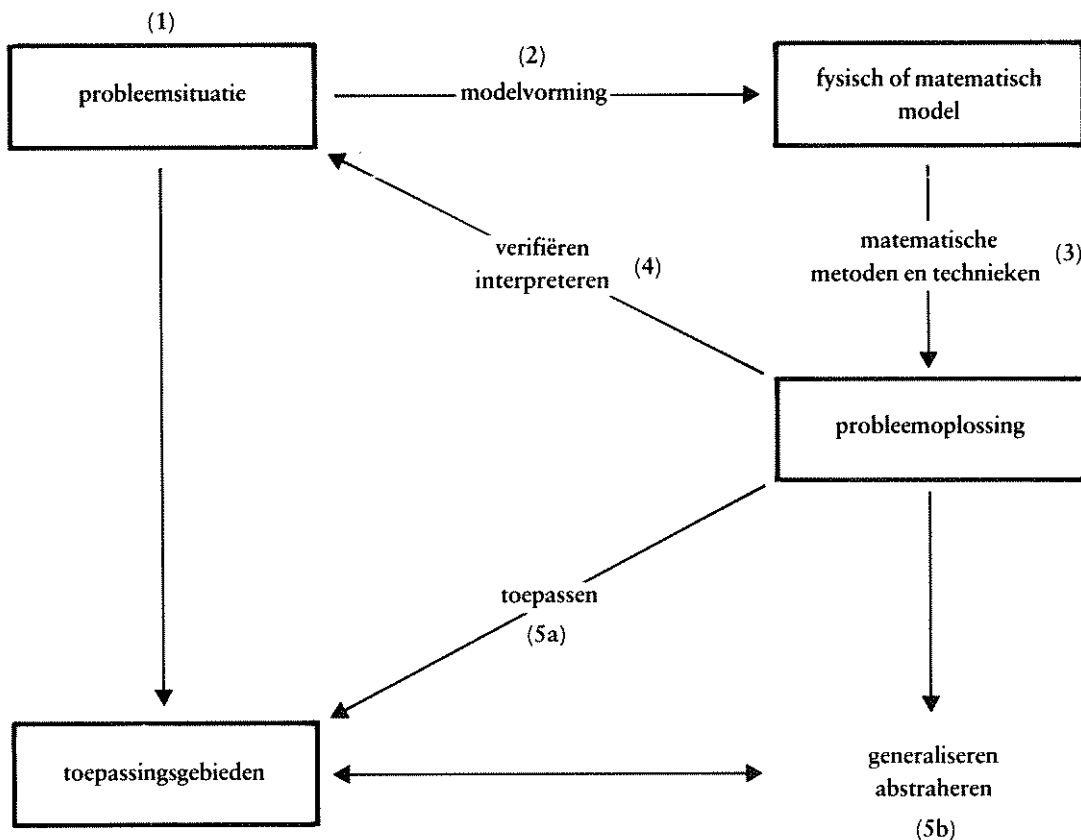 (1)
probleemsituatie
(2)
modelvorming
fysisch of matematisch
model
verifiëren
interpreteren
(4)
matematische
metoden en technieken
(3)
probleemoplossing
toepassen
(5a)
toepassingsgebieden
generaliseren
abstraheren
(5b)